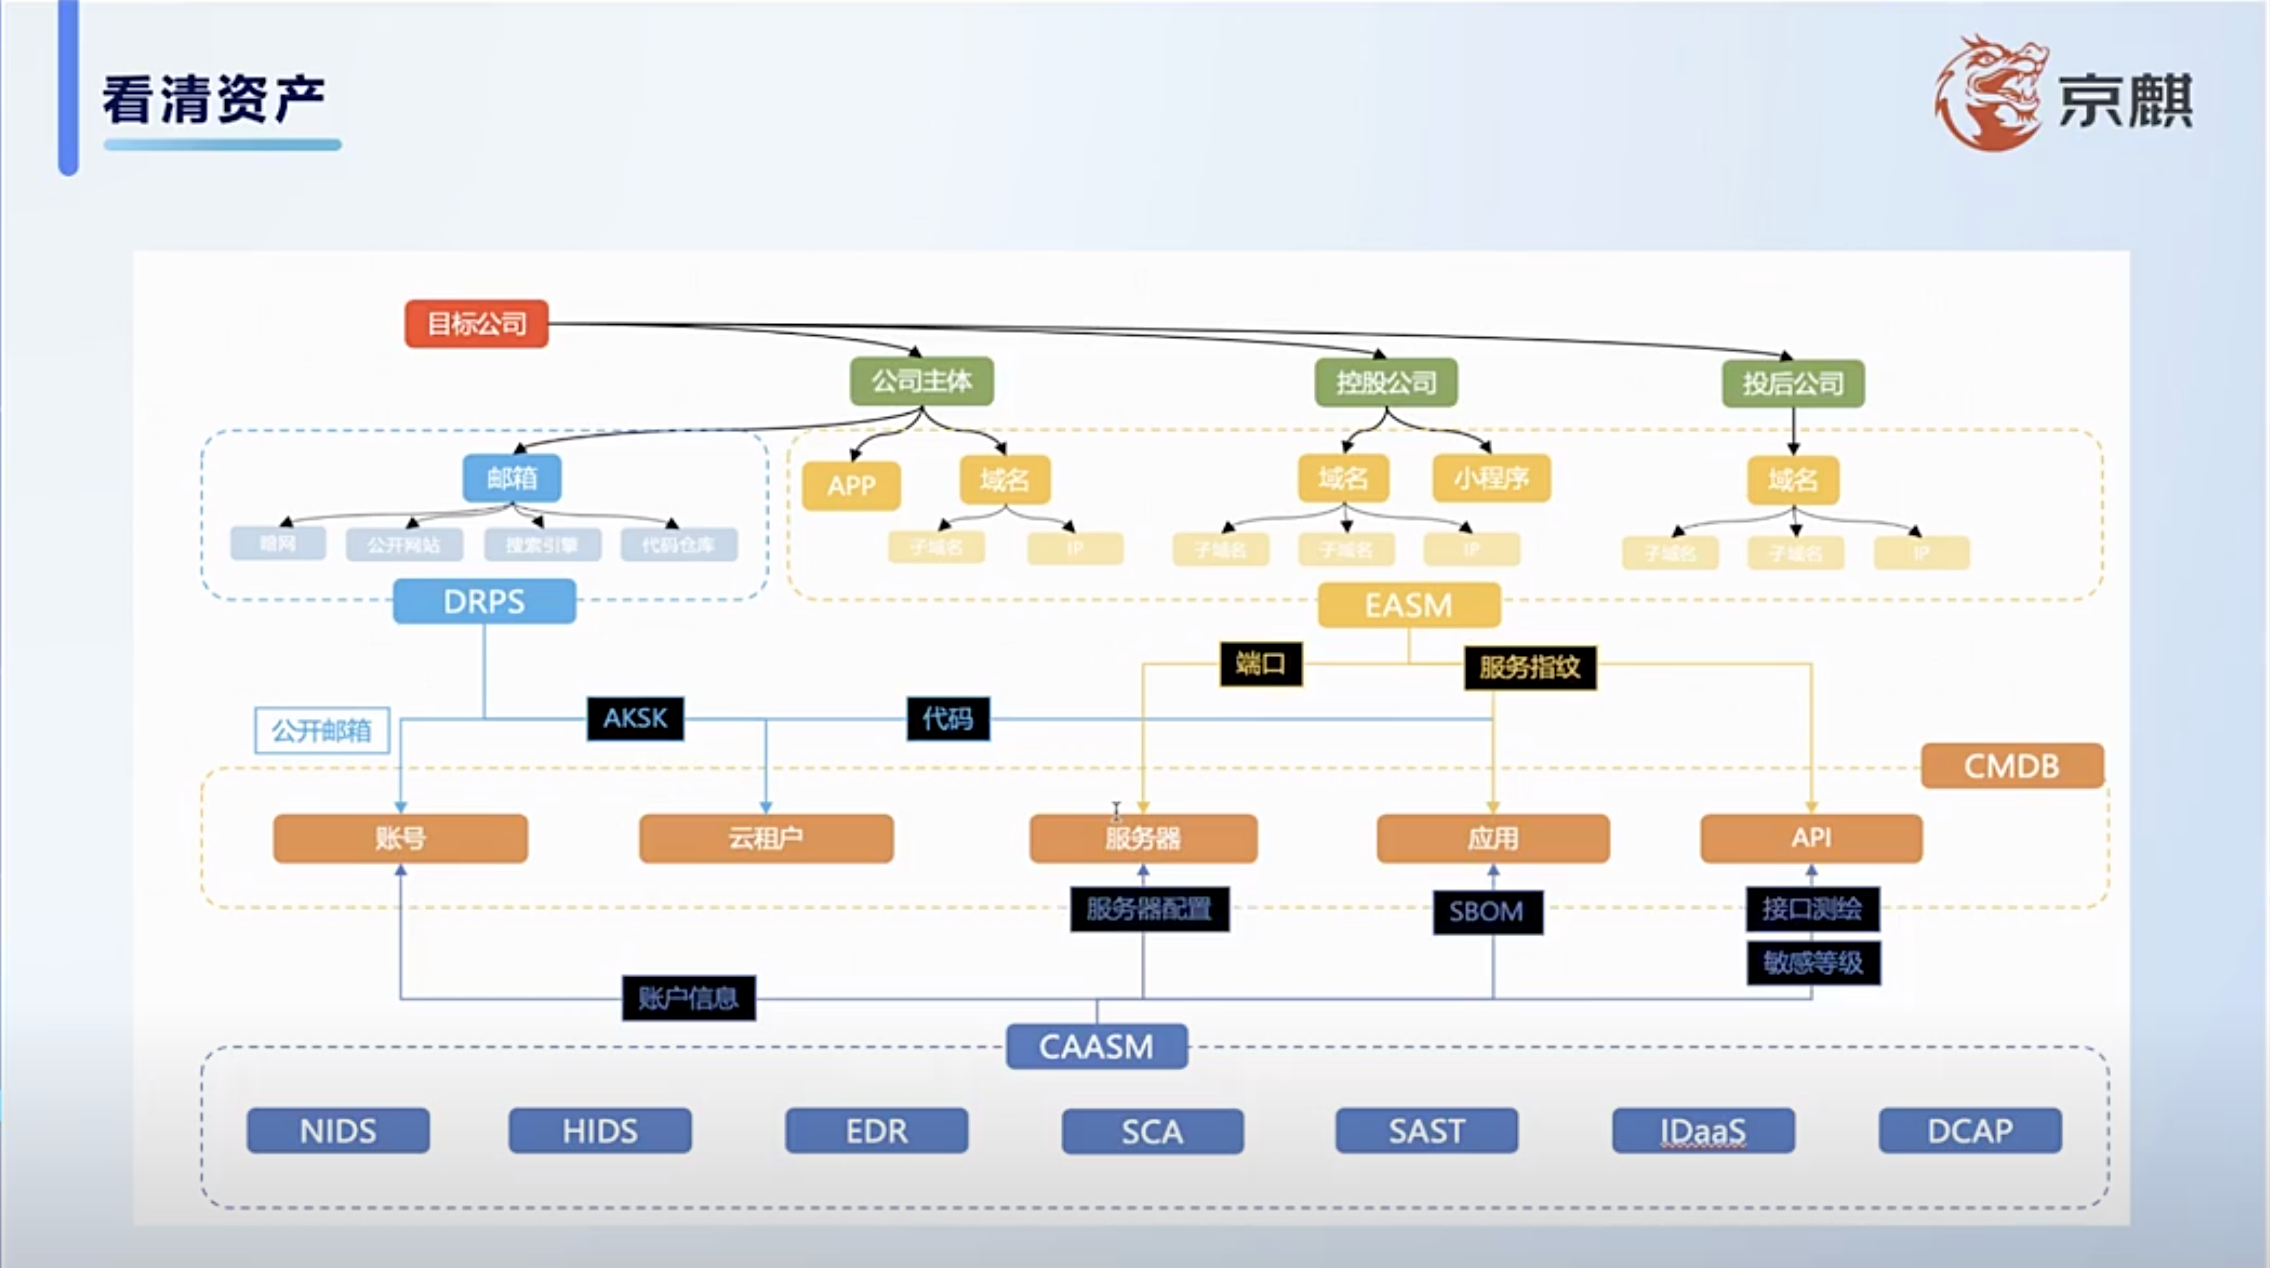 看清资产
京麒
目标公司
公司主体
控股公司
投后公司
邮箱
APP
域名
域名
小程序
域名
暗网
公开网站
搜索引擎
代码仓库
子域名
IP
子域名
子域名
IP
子域名
子域名
IP
DRPS
EASM
端口
服务指纹
公开邮箱
AKSK
代码
CMDB
账号
云租户
服务器
应用
API
服务器配置
SBOM
接口测绘
敏感等级
账户信息
CAASM
NIDS
HIDS
EDR
SCA
SAST
IDaaS
DCAP